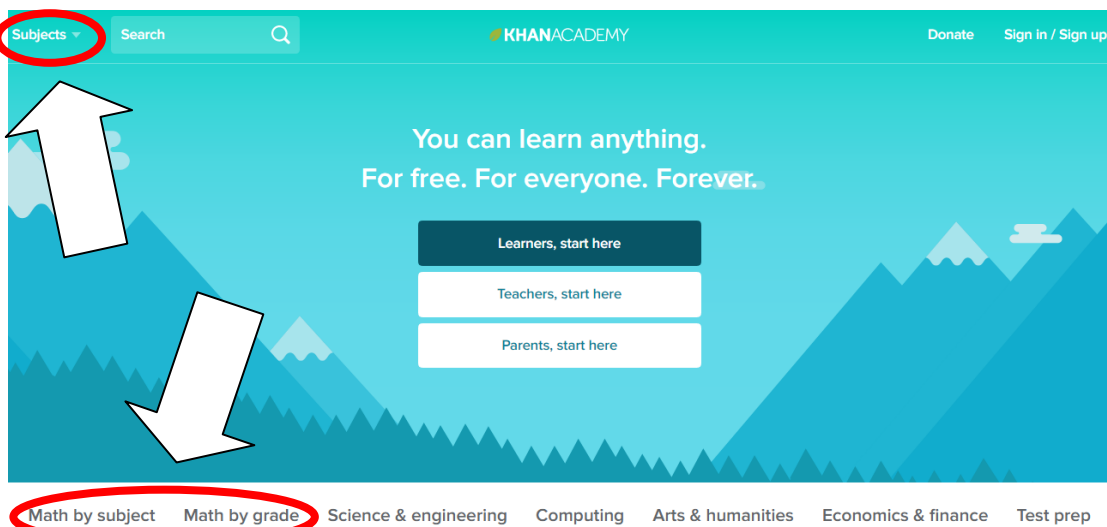 Subjects Search KHANACADEMY Donate Sign in / Sign up
You can learn anything.
For free. For everyone. Forever.
Learners, start here
Teachers, start here
Parents, start here
Math by subject Math by grade Science & engineering Computing Arts & humanities Economics & finance Test prep